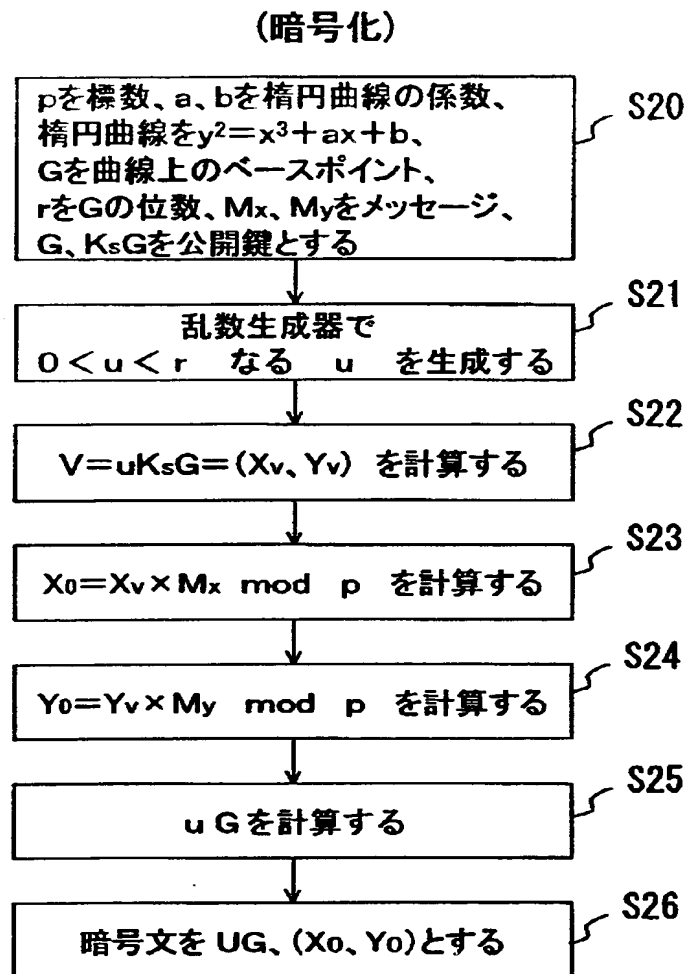 (暗号化)
pを標数、a、bを楕円曲線の係数、
楕円曲線をy²=x³+ax+b、
Gを曲線上のベースポイント、
rをGの位数、Mx、Myをメッセージ、
G、KsGを公開鍵とする
S20
乱数生成器で
0<u<r なる u を生成する
S21
V=uKsG=(Xv、Yv) を計算する
S22
X0=Xv×Mx mod p を計算する
S23
Y0=Yv×My mod p を計算する
S24
u Gを計算する
S25
暗号文を UG、(X0、Y0)とする
S26